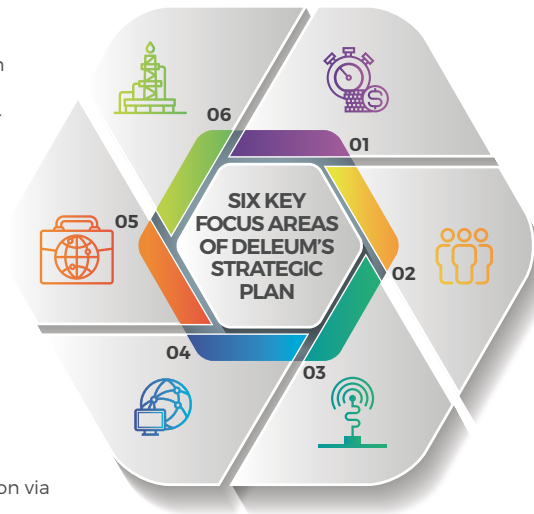 n
06
01
SIX KEY
FOCUS AREAS
OF DELEUM'S
STRATEGIC
PLAN
05
02
04
03
on via